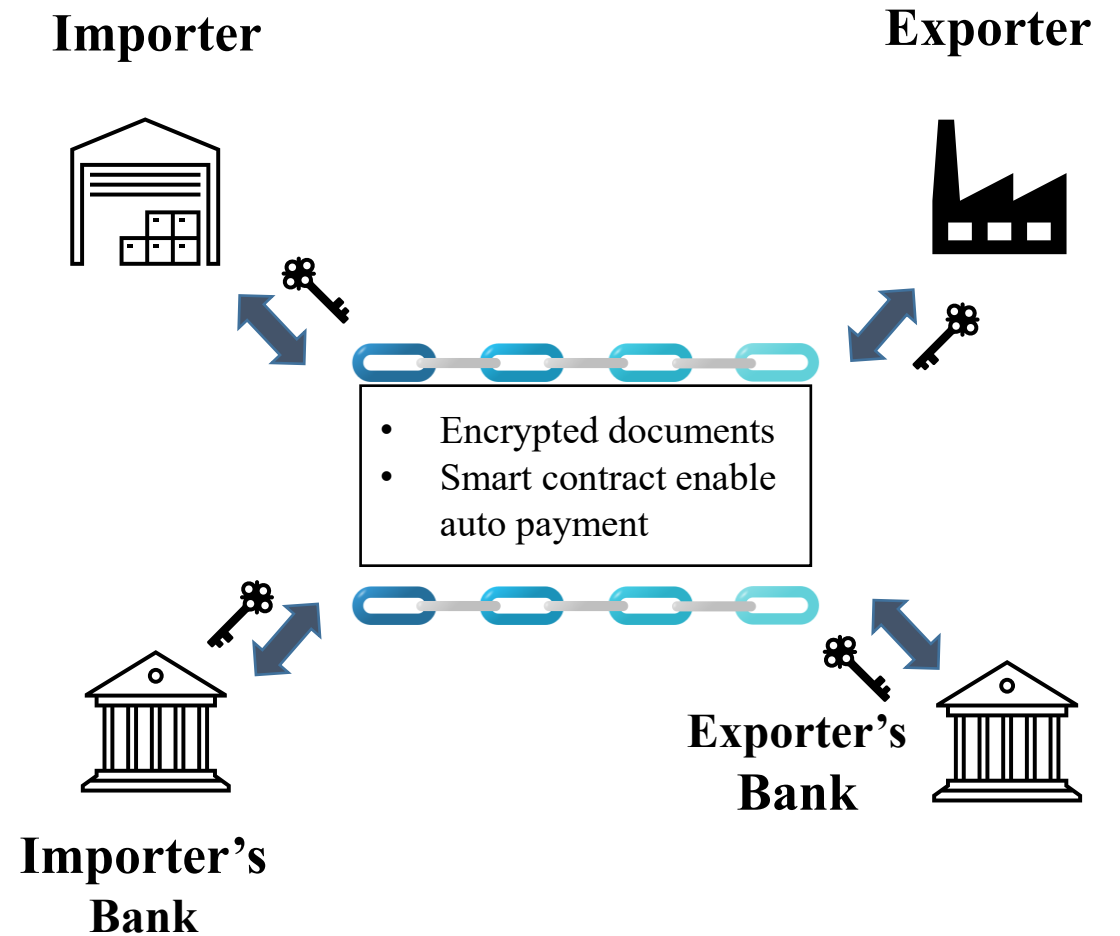 Importer
Exporter
• Encrypted documents
• Smart contract enable
auto payment
Exporter’s
Bank
Importer’s
Bank